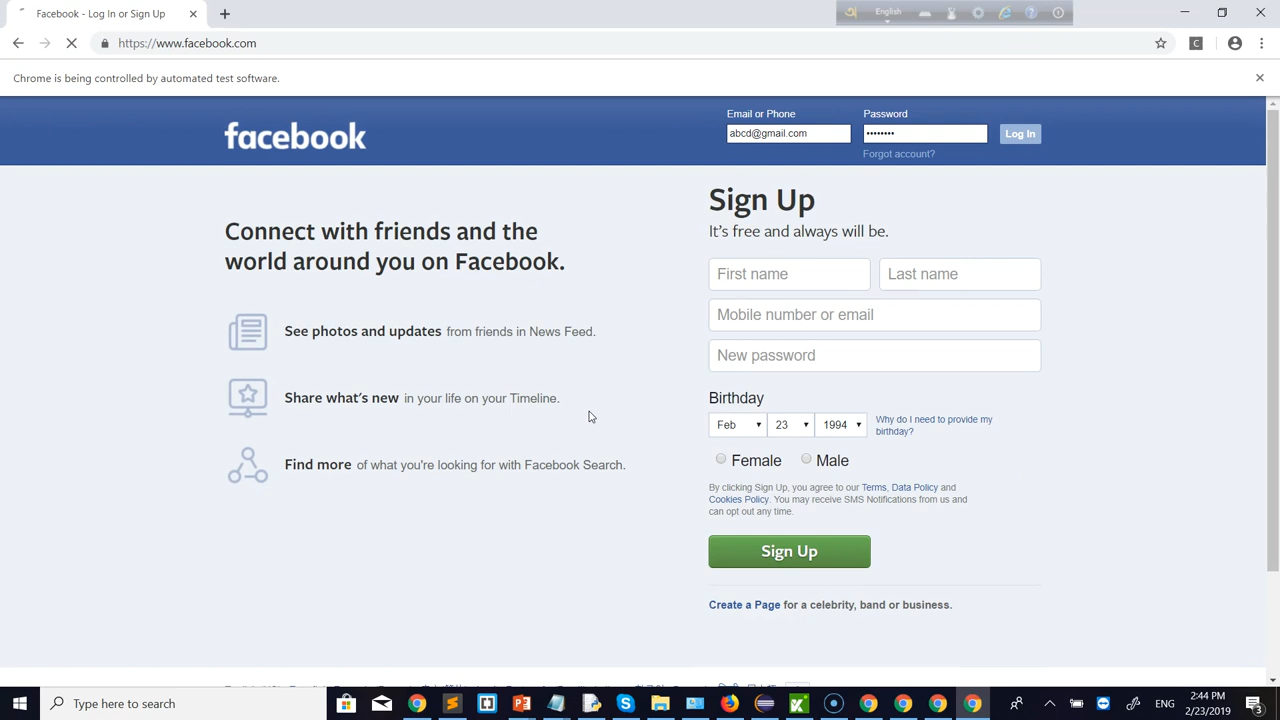 Facebook - Log In or Sign Up
English
https://www.facebook.com
C
Chrome is being controlled by automated test software.
facebook
Email or Phone
Password
abcd@gmail.com
••••••••
Log In
Forgot account?
Connect with friends and the
world around you on Facebook.
See photos and updates from friends in News Feed.
Share what's new in your life on your Timeline.
Find more of what you're looking for with Facebook Search.
Sign Up
It's free and always will be.
First name
Last name
Mobile number or email
New password
Birthday
Feb
23
1994
Why do I need to provide my
birthday?
Female
Male
By clicking Sign Up, you agree to our Terms, Data Policy and
Cookies Policy. You may receive SMS Notifications from us and
can opt out any time.
Sign Up
Create a Page for a celebrity, band or business.
Type here to search
ENG
2:44 PM
2/23/2019
3